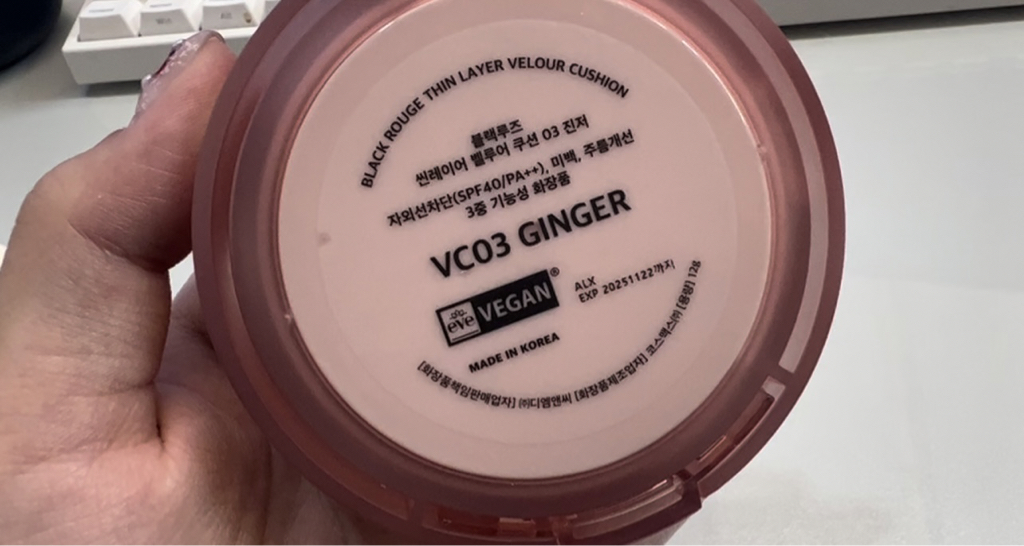 BLACK ROUGE THIN LAYER VELOUR CUSHION
블랙루즈
씬레이어 벨루어 쿠션 03 진저
자외선차단(SPF40/PA++), 미백, 주름개선
3중 기능성 화장품
VC03 GINGER
eve VEGAN®
ALX
EXP 20251122까지
MADE IN KOREA
[화장품책임판매업자] ㈜디엠앤씨 [화장품제조업자] 코스맥스㈜ [용량] 12g